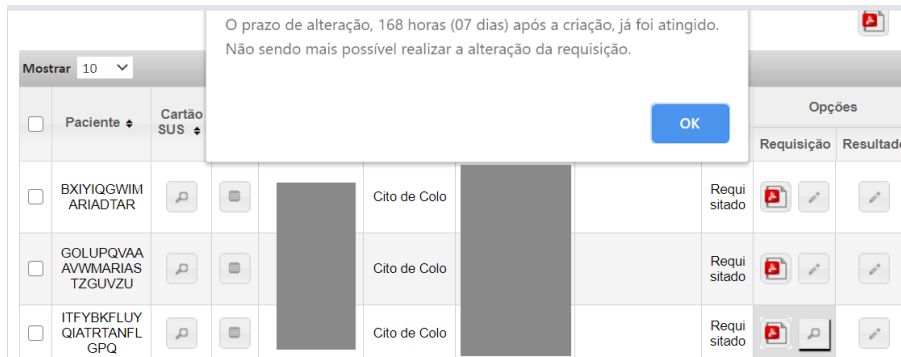 O prazo de alteração, 168 horas (07 dias) após a criação, já foi atingido.
Não sendo mais possível realizar a alteração da requisição.
OK
Mostrar 10
Paciente
Cartão
SUS
Opções
Requisição
Resultado
BXIYIQGWIM
ARIADTAR
Cito de Colo
Requi
sitado
GOLUPQVAA
AVWMARIAS
TZGUVZU
Cito de Colo
Requi
sitado
ITFYBKFLUY
QIATRTANFL
GPQ
Cito de Colo
Requi
sitado